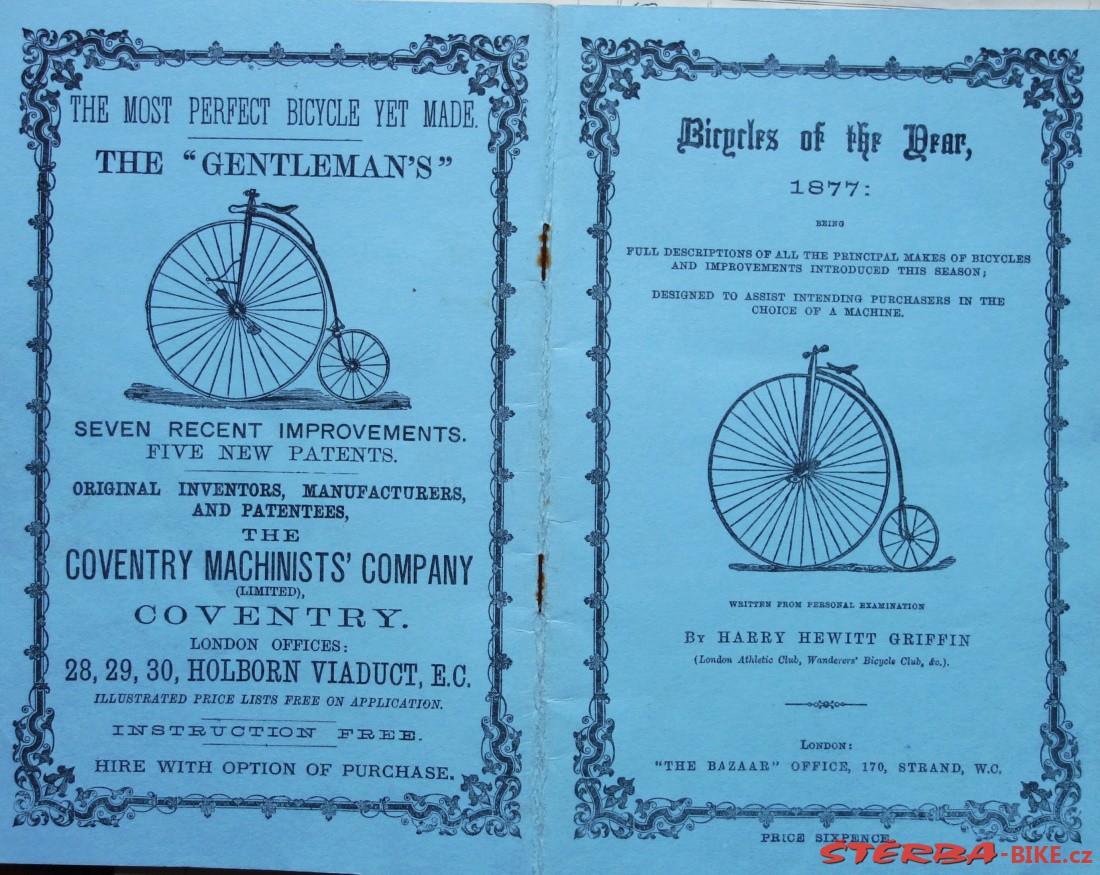 THE MOST PERFECT BICYCLE YET MADE.
THE "GENTLEMAN'S"
SEVEN RECENT IMPROVEMENTS.
FIVE NEW PATENTS.
ORIGINAL INVENTORS, MANUFACTURERS,
AND PATENTEES,
THE
COVENTRY MACHINISTS' COMPANY
(LIMITED),
COVENTRY.
LONDON OFFICES:
28, 29, 30, HOLBORN VIADUCT, E.C.
ILLUSTRATED PRICE LISTS FREE ON APPLICATION.
INSTRUCTION FREE.
HIRE WITH OPTION OF PURCHASE.
Bicycles of the Year,
1877:
BEING
FULL DESCRIPTIONS OF ALL THE PRINCIPAL MAKES OF BICYCLES
AND IMPROVEMENTS INTRODUCED THIS SEASON;
DESIGNED TO ASSIST INTENDING PURCHASERS IN THE
CHOICE OF A MACHINE.
WRITTEN FROM PERSONAL EXAMINATION
BY HARRY HEWITT GRIFFIN
(London Athletic Club, Wanderers' Bicycle Club, &c.).
LONDON:
"THE BAZAAR" OFFICE, 170, STRAND, W.C.
PRICE SIXPENCE.
STERBA-BIKE.cz